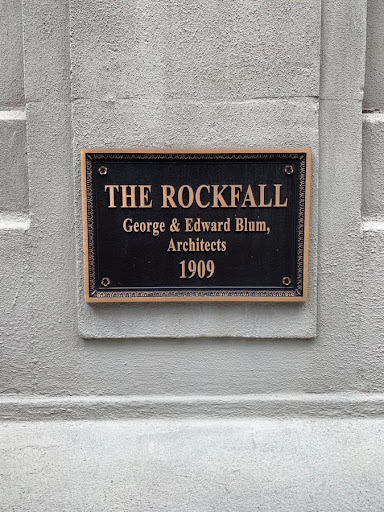 THE ROCKFALL
George & Edward Blum,
Architects
1909